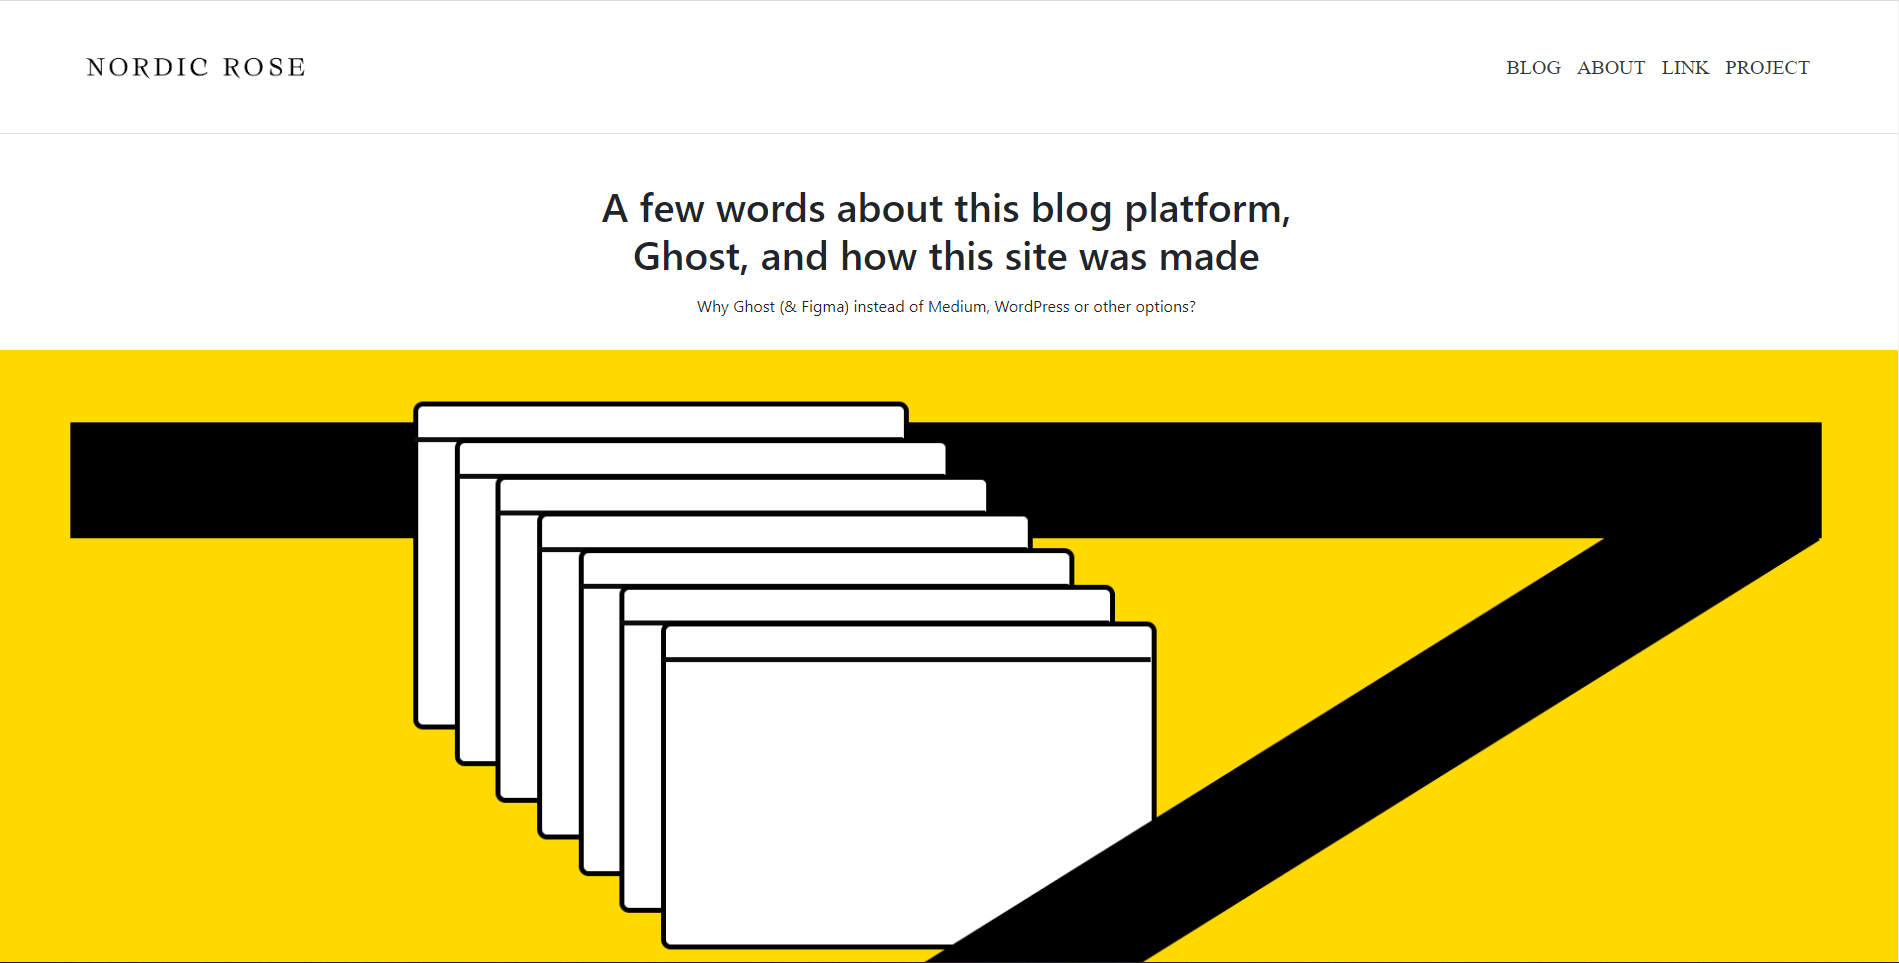 NORDIC ROSE
BLOG ABOUT LINK PROJECT
A few words about this blog platform,
Ghost, and how this site was made
Why Ghost (& Figma) instead of Medium, WordPress or other options?